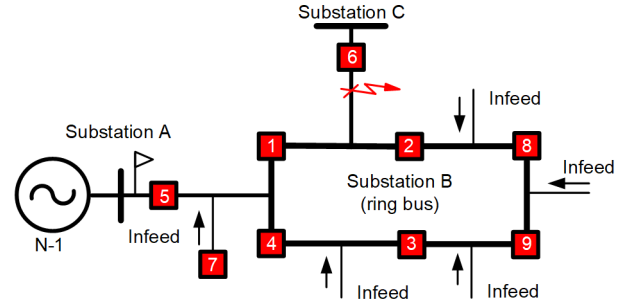 Substation C
6
Infeed
Substation A
1
2
8
Infeed
5
Substation B
(ring bus)
N-1
Infeed
4
3
9
7
Infeed
Infeed